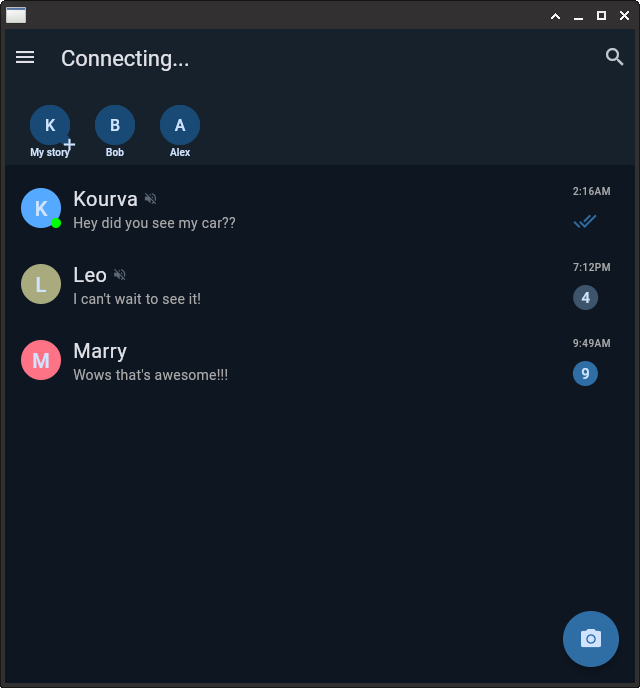 Connecting...
K
B
A
My story
Bob
Alex
K
Kourva
2:16AM
Hey did you see my car??
L
Leo
7:12PM
I can't wait to see it!
4
M
Marry
9:49AM
Wows that's awesome!!!
9